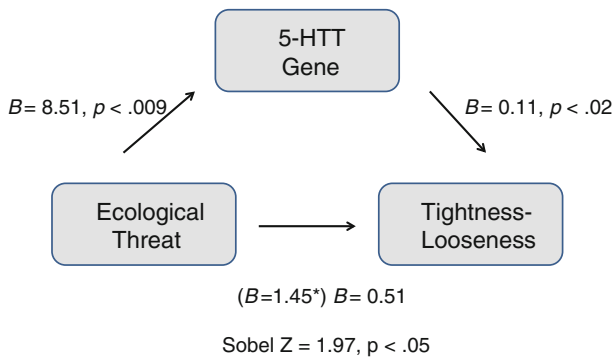 5-HTT
Gene
B= 8.51, p < .009
B= 0.11, p < .02
Ecological
Threat
Tightness-
Looseness
(B=1.45*) B= 0.51
Sobel Z = 1.97, p < .05